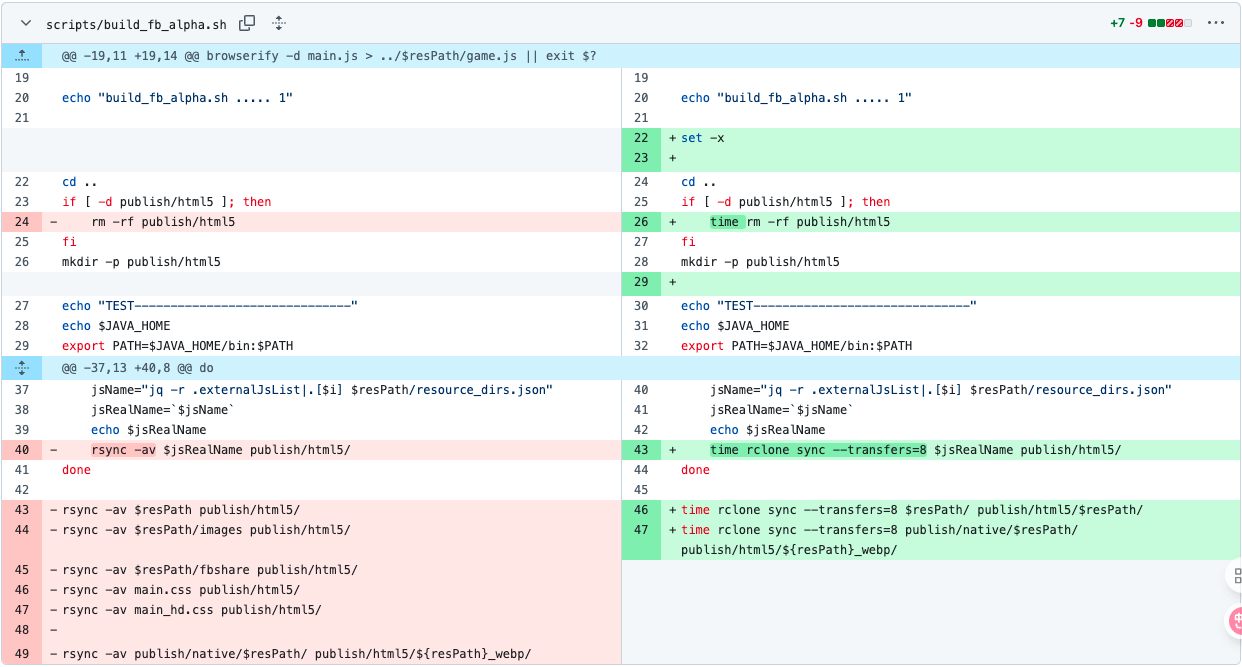 scripts/build_fb_alpha.sh +7 -9
@@ -19,11 +19,14 @@ browserify -d main.js > ../$resPath/game.js || exit $?
19 19
20 echo "build_fb_alpha.sh ..... 1" 20 echo "build_fb_alpha.sh ..... 1"
21 21
22 + set -x
23 +
22 cd .. 24 cd ..
23 if [ -d publish/html5 ]; then 25 if [ -d publish/html5 ]; then
24 - rm -rf publish/html5 26 + time rm -rf publish/html5
25 fi 27 fi
26 mkdir -p publish/html5 28 mkdir -p publish/html5
29 +
27 echo "TEST------------------------------" 30 echo "TEST------------------------------"
28 echo $JAVA_HOME 31 echo $JAVA_HOME
29 export PATH=$JAVA_HOME/bin:$PATH 32 export PATH=$JAVA_HOME/bin:$PATH
@@ -37,13 +40,8 @@ do
37 jsName="jq -r .externalJsList|.[$i] $resPath/resource_dirs.json" 40 jsName="jq -r .externalJsList|.[$i] $resPath/resource_dirs.json"
38 jsRealName=`$jsName` 41 jsRealName=`$jsName`
39 echo $jsRealName 42 echo $jsRealName
40 - rsync -av $jsRealName publish/html5/ 43 + time rclone sync --transfers=8 $jsRealName publish/html5/
41 done 44 done
42 45
43 - rsync -av $resPath publish/html5/ 46 + time rclone sync --transfers=8 $resPath/ publish/html5/$resPath/
44 - rsync -av $resPath/images publish/html5/ 47 + time rclone sync --transfers=8 publish/native/$resPath/
publish/html5/${resPath}_webp/
45 - rsync -av $resPath/fbshare publish/html5/
46 - rsync -av main.css publish/html5/
47 - rsync -av main_hd.css publish/html5/
48 -
49 - rsync -av publish/native/$resPath/ publish/html5/${resPath}_webp/